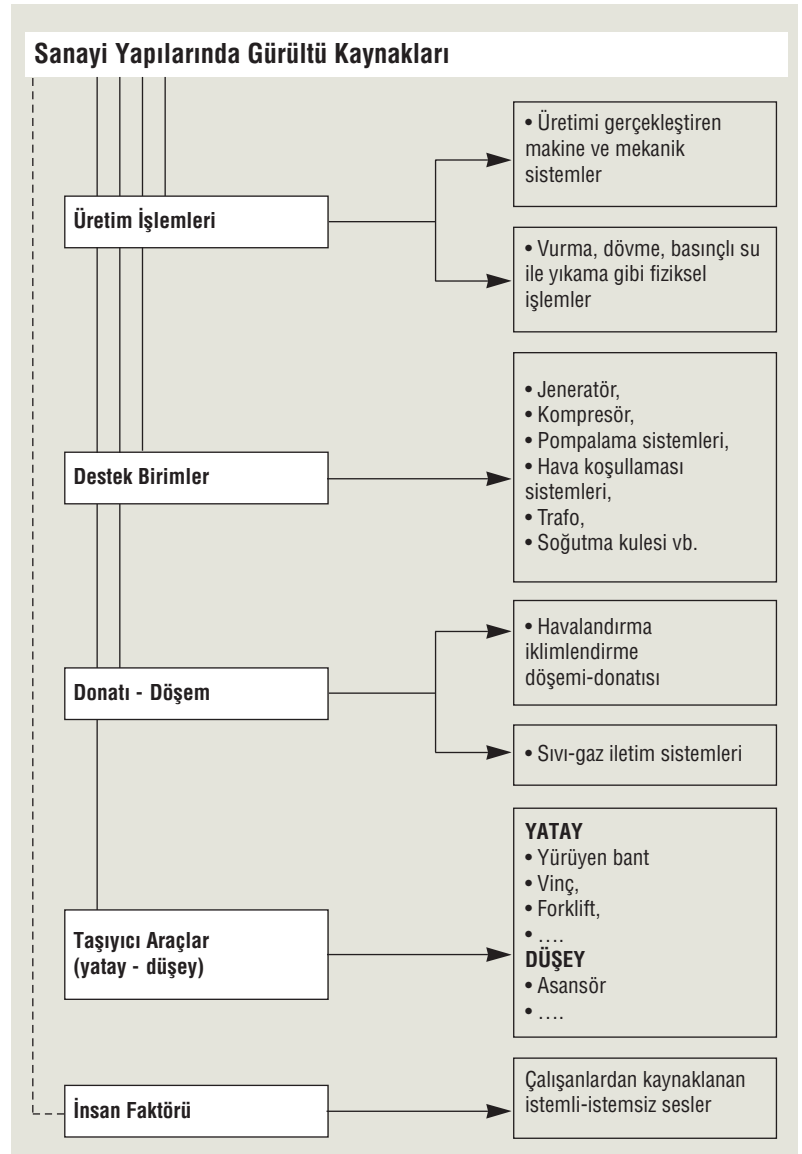 Sanayi Yapılarında Gürültü Kaynakları
Üretim İşlemleri
• Üretimi gerçekleştiren
makine ve mekanik
sistemler
• Vurma, dövme, basınçlı su
ile yıkama gibi fiziksel
işlemler
Destek Birimler
• Jeneratör,
• Kompresör,
• Pompalama sistemleri,
• Hava koşullaması
sistemleri,
• Trafo,
• Soğutma kulesi vb.
Donatı - Döşem
• Havalandırma
iklimlendirme
döşemi-donatısı
• Sıvı-gaz iletim sistemleri
Taşıyıcı Araçlar
(yatay - düşey)
YATAY
• Yürüyen bant
• Vinç,
• Forklift,
• ….
DÜŞEY
• Asansör
• ….
İnsan Faktörü
Çalışanlardan kaynaklanan
istemli-istemsiz sesler